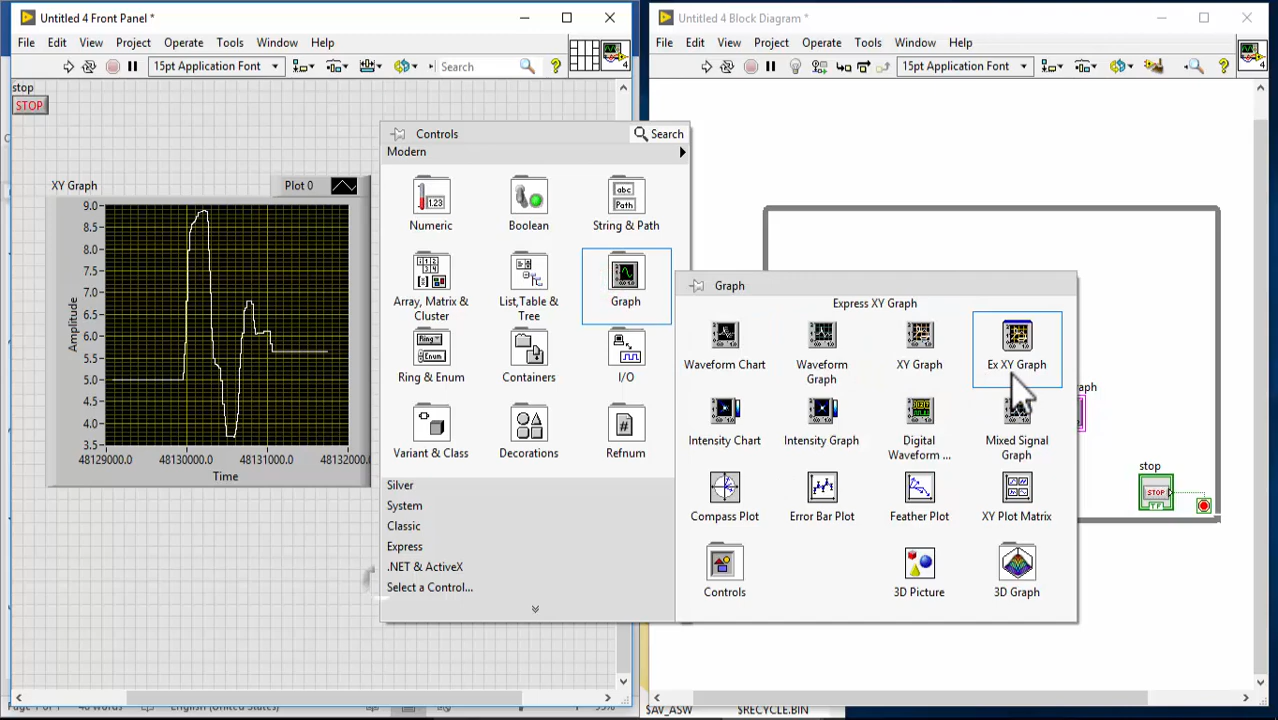 Untitled 4 Front Panel *
File Edit View Project Operate Tools Window Help
15pt Application Font
Search
4
stop
STOP
XY Graph
Plot 0
9.0
8.5
8.0
7.5
7.0
6.5
6.0
5.5
5.0
4.5
4.0
3.5
Amplitude
48129000.0 48130000.0 48131000.0 48132000.0
Time
Controls
Search
Modern
Numeric Boolean String & Path
Array, Matrix & Cluster List,Table & Tree Graph
Ring & Enum Containers I/O
Variant & Class Decorations Refnum
Silver
System
Classic
Express
.NET & ActiveX
Select a Control...
Graph
Express XY Graph
Waveform Chart Waveform Graph XY Graph Ex XY Graph
Intensity Chart Intensity Graph Digital Waveform ... Mixed Signal Graph
Compass Plot Error Bar Plot Feather Plot XY Plot Matrix
Controls 3D Picture 3D Graph
Untitled 4 Block Diagram *
File Edit View Project Operate Tools Window Help
15pt Application Font
4
stop
STOP
TF
English (United States)
$AV_ASW $RECYCLE.BIN